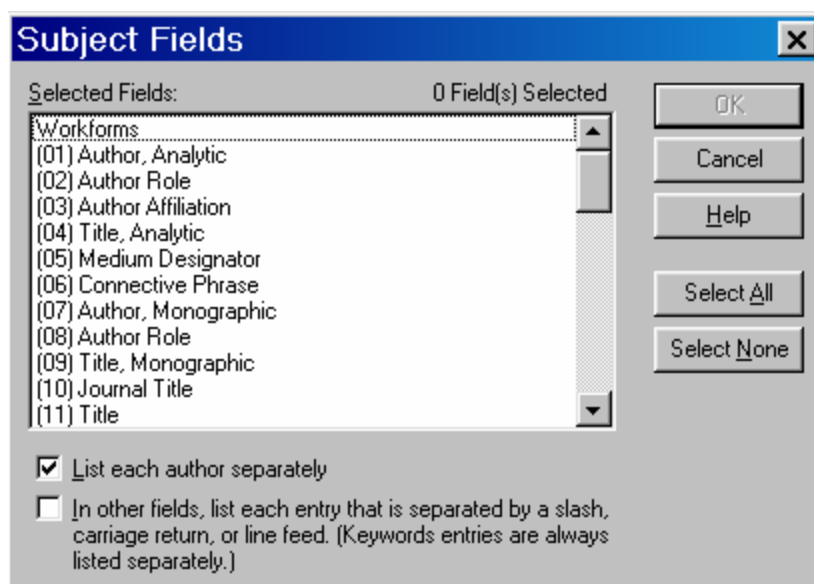 Subject Fields
Selected Fields: 0 Field(s) Selected
Workforms
(01) Author, Analytic
(02) Author Role
(03) Author Affiliation
(04) Title, Analytic
(05) Medium Designator
(06) Connective Phrase
(07) Author, Monographic
(08) Author Role
(09) Title, Monographic
(10) Journal Title
(11) Title
OK
Cancel
Help
Select All
Select None
List each author separately
In other fields, list each entry that is separated by a slash,
carriage return, or line feed. (Keywords entries are always
listed separately.)